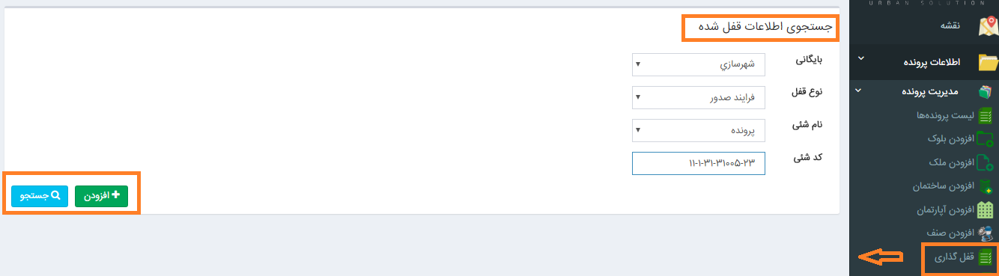 URBAN SOLUTION
نقشه
اطلاعات پرونده
مدیریت پرونده
لیست پرونده‌ها
افزودن بلوک
افزودن ملک
افزودن ساختمان
افزودن آپارتمان
افزودن صنف
قفل گذاری
جستجوی اطلاعات قفل شده
بایگانی
شهرسازي
نوع قفل
فرایند صدور
نام شئی
پرونده
کد شئی
۱۱-۱-۳۱-۳۱۰۰۵-۲۳
افزودن
جستجو